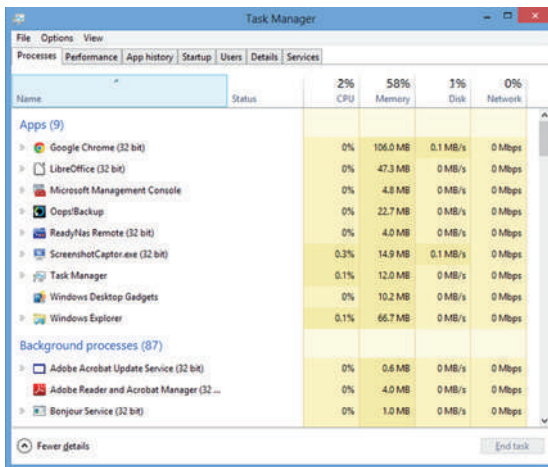 Task Manager
File Options View
Processes Performance App history Startup Users Details Services
2% 58% 1% 0%
Name Status CPU Memory Disk Network
Apps (9)
Google Chrome (32 bit) 0% 106.0 MB 0.1 MB/s 0 Mbps
LibreOffice (32 bit) 0% 47.3 MB 0 MB/s 0 Mbps
Microsoft Management Console 0% 4.8 MB 0 MB/s 0 Mbps
Oops!Backup 0% 22.7 MB 0 MB/s 0 Mbps
ReadyNas Remote (32 bit) 0% 4.0 MB 0 MB/s 0 Mbps
ScreenshotCaptor.exe (32 bit) 0.3% 14.9 MB 0.1 MB/s 0 Mbps
Task Manager 0.1% 12.0 MB 0 MB/s 0 Mbps
Windows Desktop Gadgets 0% 10.2 MB 0 MB/s 0 Mbps
Windows Explorer 0.1% 66.7 MB 0 MB/s 0 Mbps
Background processes (87)
Adobe Acrobat Update Service (32 bit) 0% 0.6 MB 0 MB/s 0 Mbps
Adobe Reader and Acrobat Manager (32 ... 0% 4.0 MB 0 MB/s 0 Mbps
Bonjour Service (32 bit) 0% 1.0 MB 0 MB/s 0 Mbps
Fewer details End task